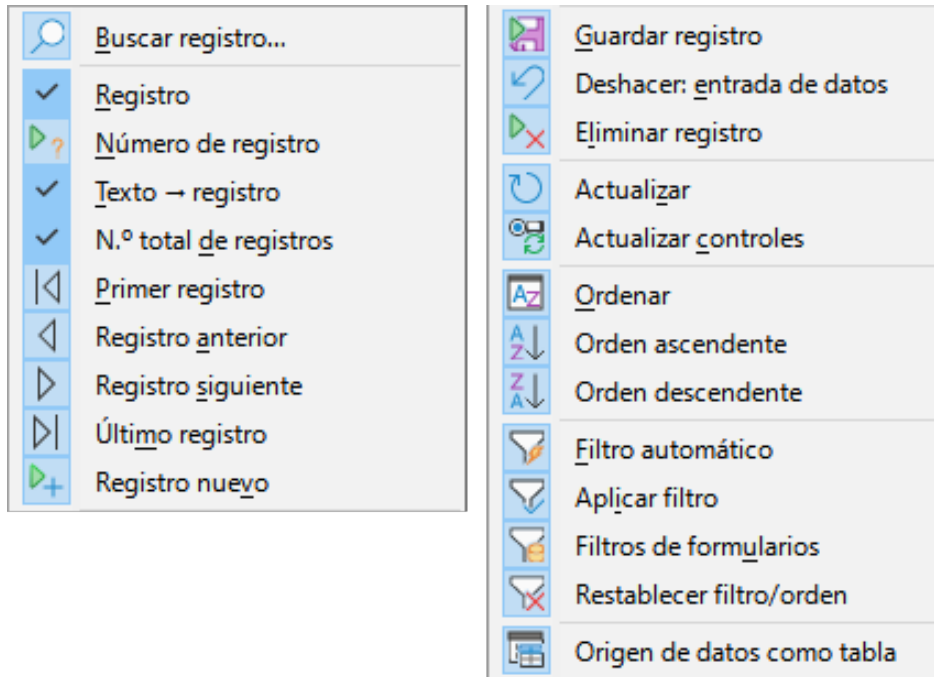 Buscar registro...
Registro
Número de registro
Texto → registro
N.º total de registros
Primer registro
Registro anterior
Registro siguiente
Último registro
Registro nuevo
Guardar registro
Deshacer: entrada de datos
Eliminar registro
Actualizar
Actualizar controles
Ordenar
Orden ascendente
Orden descendente
Filtro automático
Aplicar filtro
Filtros de formularios
Restablecer filtro/orden
Origen de datos como tabla